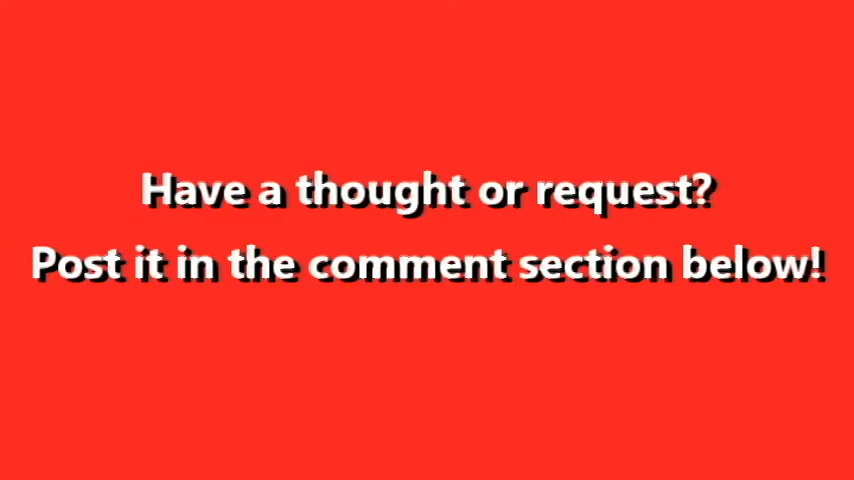 Have a thought or request?
Post it in the comment section below!